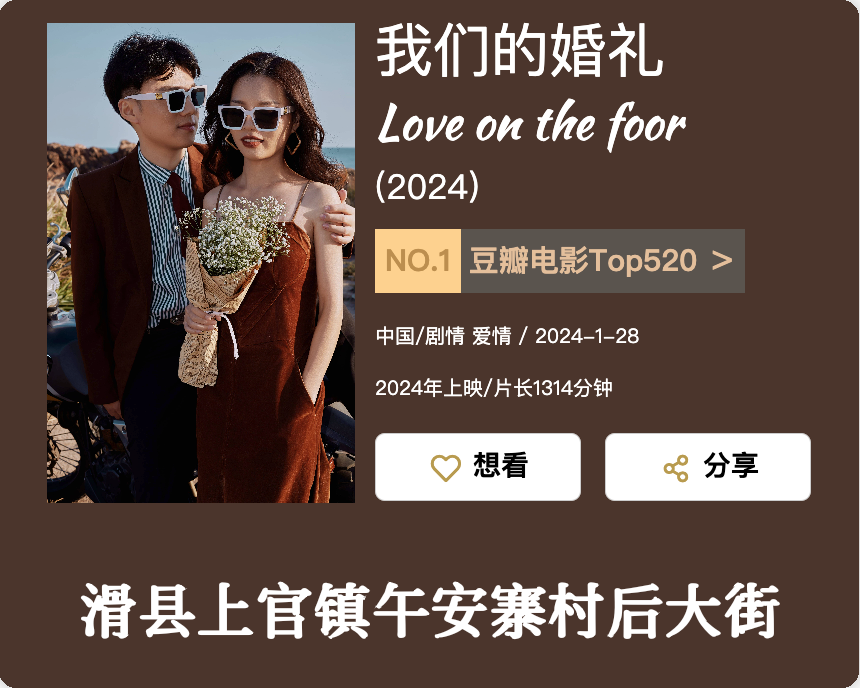 我们的婚礼
Love on the foor
(2024)
NO.1 豆瓣电影Top520 >
中国/剧情 爱情 / 2024-1-28
2024年上映/片长1314分钟
想看 分享
滑县上官镇午安寨村后大街